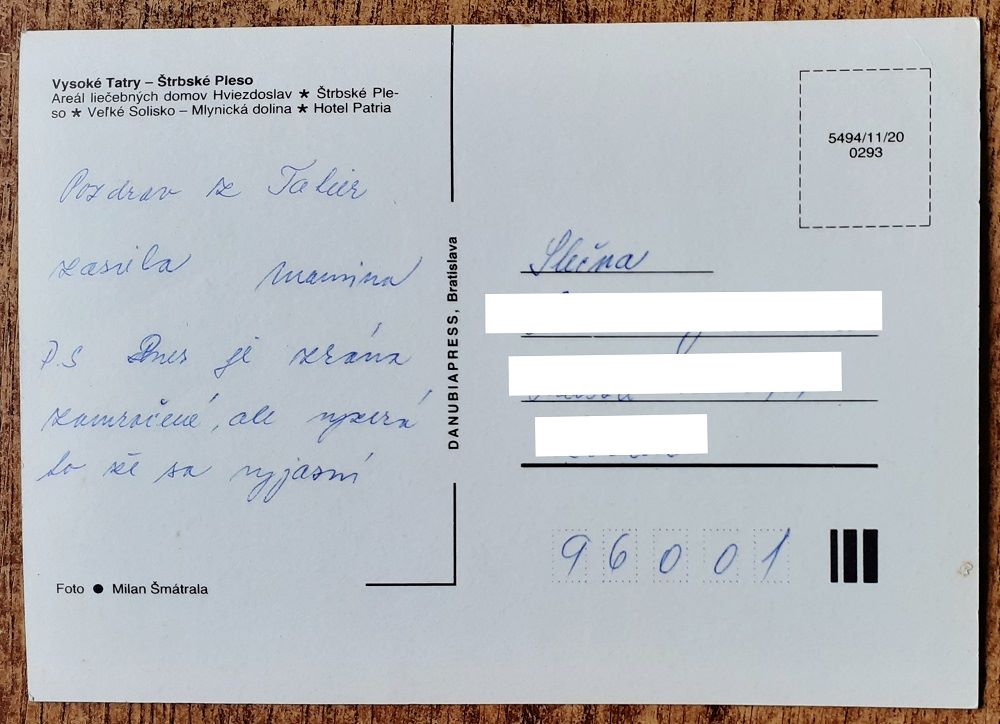 Vysoké Tatry – Štrbské Pleso
Areál liečebných domov Hviezdoslav ★ Štrbské Ple-
so ★ Veľké Solisko – Mlynická dolina ★ Hotel Patria
Pozdrav z Tatier
zasiela mamina
P.S Dnes je zrána
zamračené, ale vyzerá
to že sa vyjasní
Foto ● Milan Šmátrala
DANUBIAPRESS, Bratislava
5494/11/20
0293
Slečna
96001